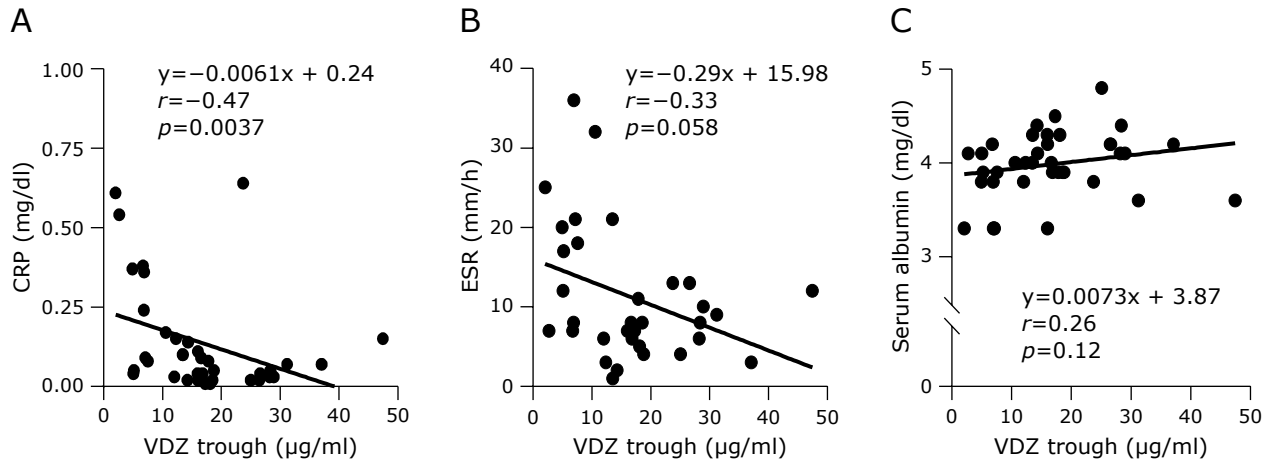 A
y=−0.0061x + 0.24
r=−0.47
p=0.0037
1.00
0.75
0.50
0.25
0.00
CRP (mg/dl)
0 10 20 30 40 50
VDZ trough (µg/ml)
B
y=−0.29x + 15.98
r=−0.33
p=0.058
40
30
20
10
0
ESR (mm/h)
0 10 20 30 40 50
VDZ trough (µg/ml)
C
5
4
3
0
Serum albumin (mg/dl)
y=0.0073x + 3.87
r=0.26
p=0.12
0 10 20 30 40 50
VDZ trough (µg/ml)